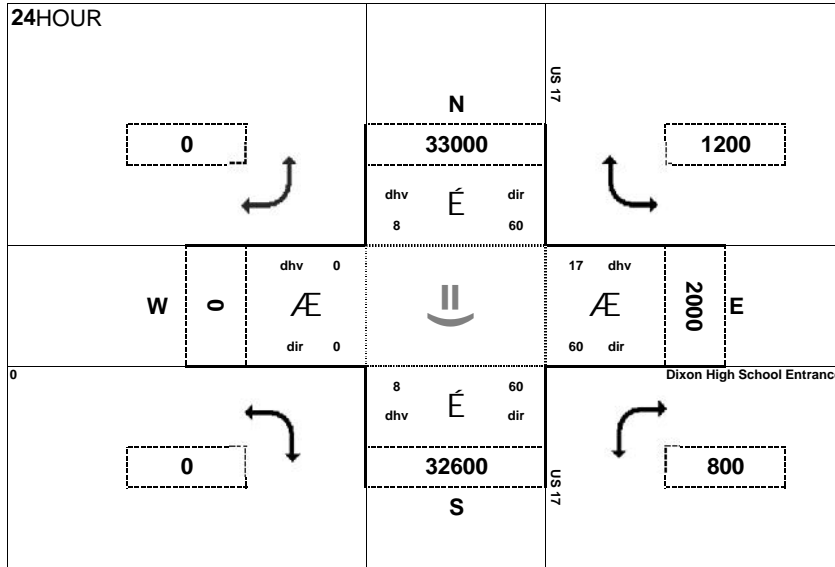 24HOUR
US 17
N
0
33000
1200
dhv É dir
8 60
dhv 0
17 dhv
W 0 Æ
Æ 2000 E
dir 0
60 dir
0
Dixon High School Entrance
8 60
dhv É dir
0
32600
800
US 17
S